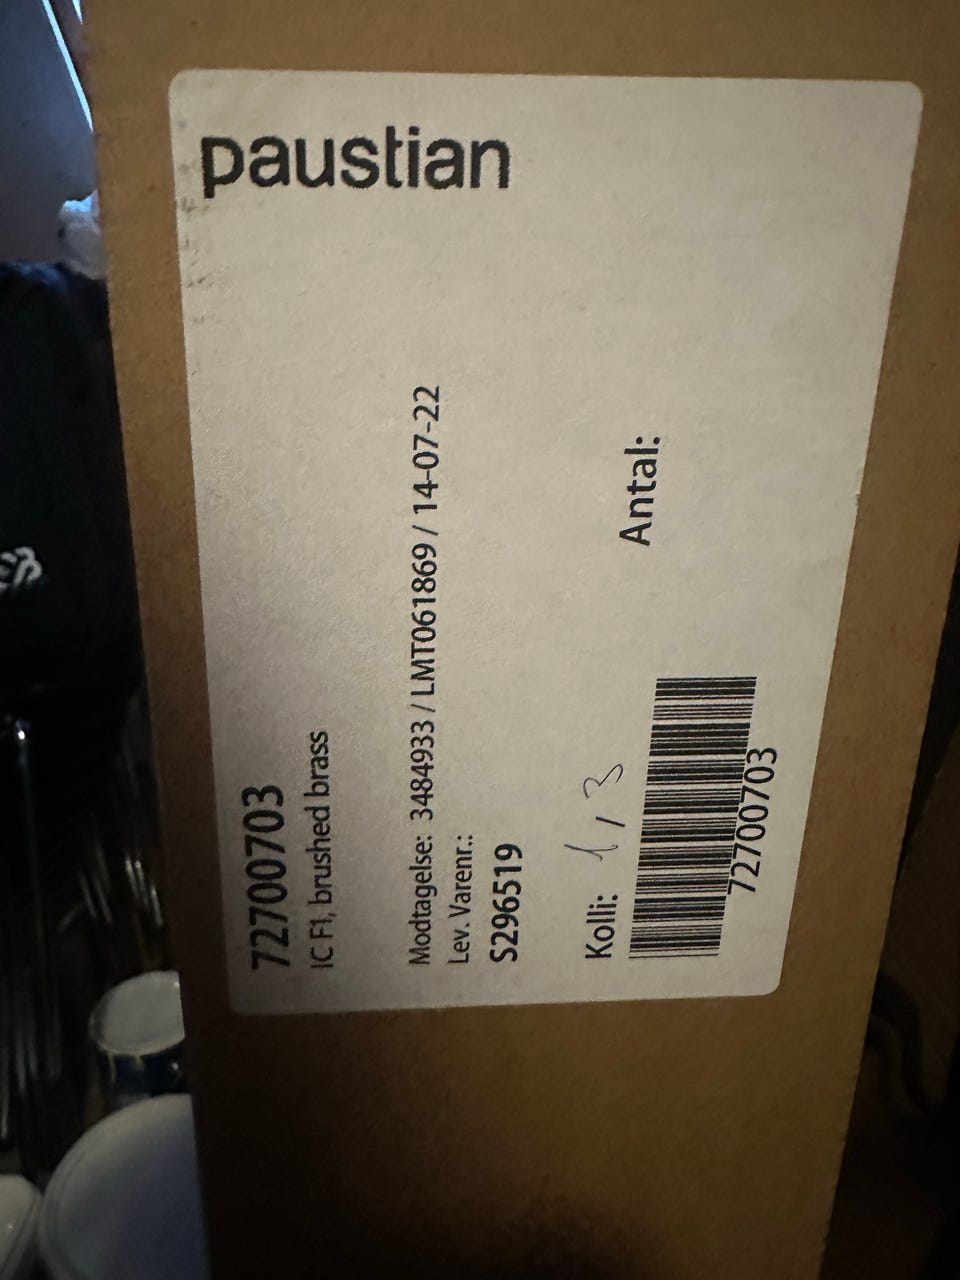 paustian
72700703
IC F1, brushed brass
Modtagelse: 3484933 / LMT061869 / 14-07-22
Lev. Varenr.:
S296519
Kolli: 1/3
Antal:
72700703